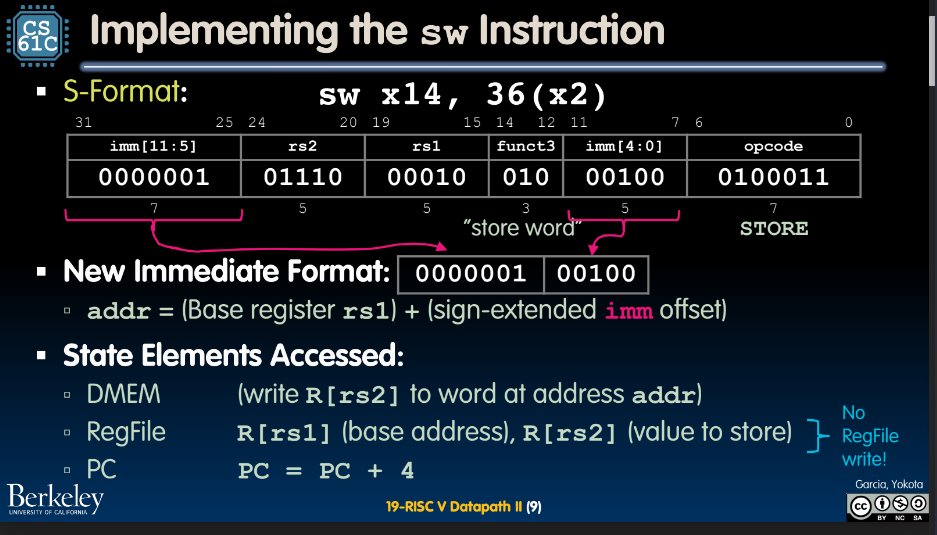 CS
61C
Implementing the sw Instruction
▪ S-Format: sw x14, 36(x2)
31 25 24 20 19 15 14 12 11 7 6 0
imm[11:5] rs2 rs1 funct3 imm[4:0] opcode
0000001 01110 00010 010 00100 0100011
7 5 5 3 5 7
"store word" STORE
▪ New Immediate Format: 0000001 00100
▫ addr = (Base register rs1) + (sign-extended imm offset)
▪ State Elements Accessed:
▫ DMEM (write R[rs2] to word at address addr)
▫ RegFile R[rs1] (base address), R[rs2] (value to store)
▫ PC PC = PC + 4
No
RegFile
write!
Berkeley
UNIVERSITY OF CALIFORNIA
19-RISC V Datapath II (9)
Garcia, Yokota
cc
BY NC SA